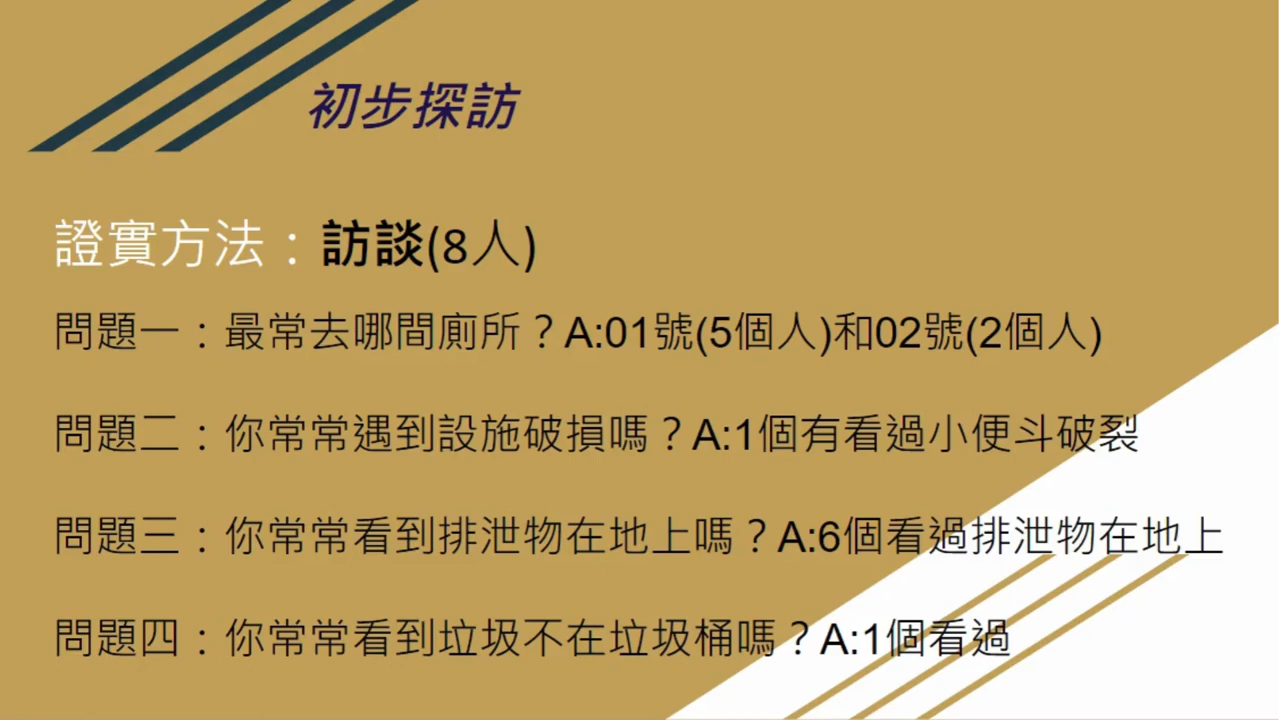 初步探訪
證實方法：訪談(8人)
問題一：最常去哪間廁所？A:01號(5個人)和02號(2個人)
問題二：你常常遇到設施破損嗎？A:1個有看過小便斗破裂
問題三：你常常看到排泄物在地上嗎？A:6個看過排泄物在地上
問題四：你常常看到垃圾不在垃圾桶嗎？A:1個看過